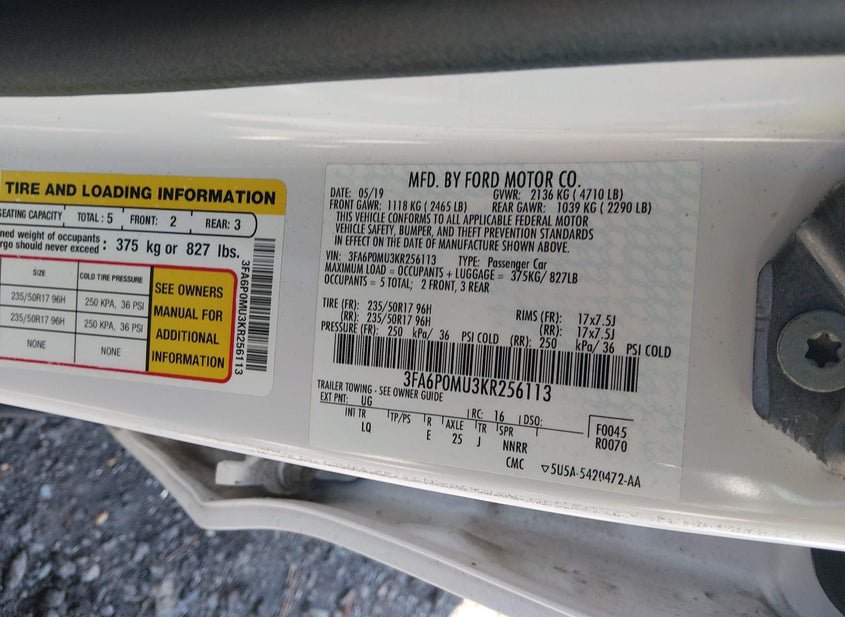 TIRE AND LOADING INFORMATION
SEATING CAPACITY TOTAL : 5 FRONT: 2 REAR: 3
ned weight of occupants
rgo should never exceed : 375 kg or 827 lbs.
SIZE COLD TIRE PRESSURE
235/50R17 96H 250 KPA, 36 PSI
235/50R17 96H 250 KPA, 36 PSI
NONE NONE
SEE OWNERS
MANUAL FOR
ADDITIONAL
INFORMATION
3FA6P0MU3KR256113
MFD. BY FORD MOTOR CO.
DATE: 05/19 GVWR: 2136 KG ( 4710 LB)
FRONT GAWR: 1118 KG ( 2465 LB) REAR GAWR: 1039 KG ( 2290 LB)
THIS VEHICLE CONFORMS TO ALL APPLICABLE FEDERAL MOTOR
VEHICLE SAFETY, BUMPER, AND THEFT PREVENTION STANDARDS
IN EFFECT ON THE DATE OF MANUFACTURE SHOWN ABOVE.
VIN: 3FA6P0MU3KR256113 TYPE: Passenger Car
MAXIMUM LOAD = OCCUPANTS + LUGGAGE = 375KG/ 827LB
OCCUPANTS = 5 TOTAL; 2 FRONT, 3 REAR
TIRE (FR): 235/50R17 96H RIMS (FR): 17x7.5J
(RR): 235/50R17 96H (RR): 17x7.5J
PRESSURE (FR): 250 kPa/ 36 PSI COLD (RR): 250 kPa/ 36 PSI COLD
3FA6P0MU3KR256113
TRAILER TOWING - SEE OWNER GUIDE
EXT PNT: UG RC: 16 DSO: F0045
INT TR TP/PS R AXLE TR SPR R0070
LQ E 25 J NNRR
CMC ▽5U5A-5420472-AA